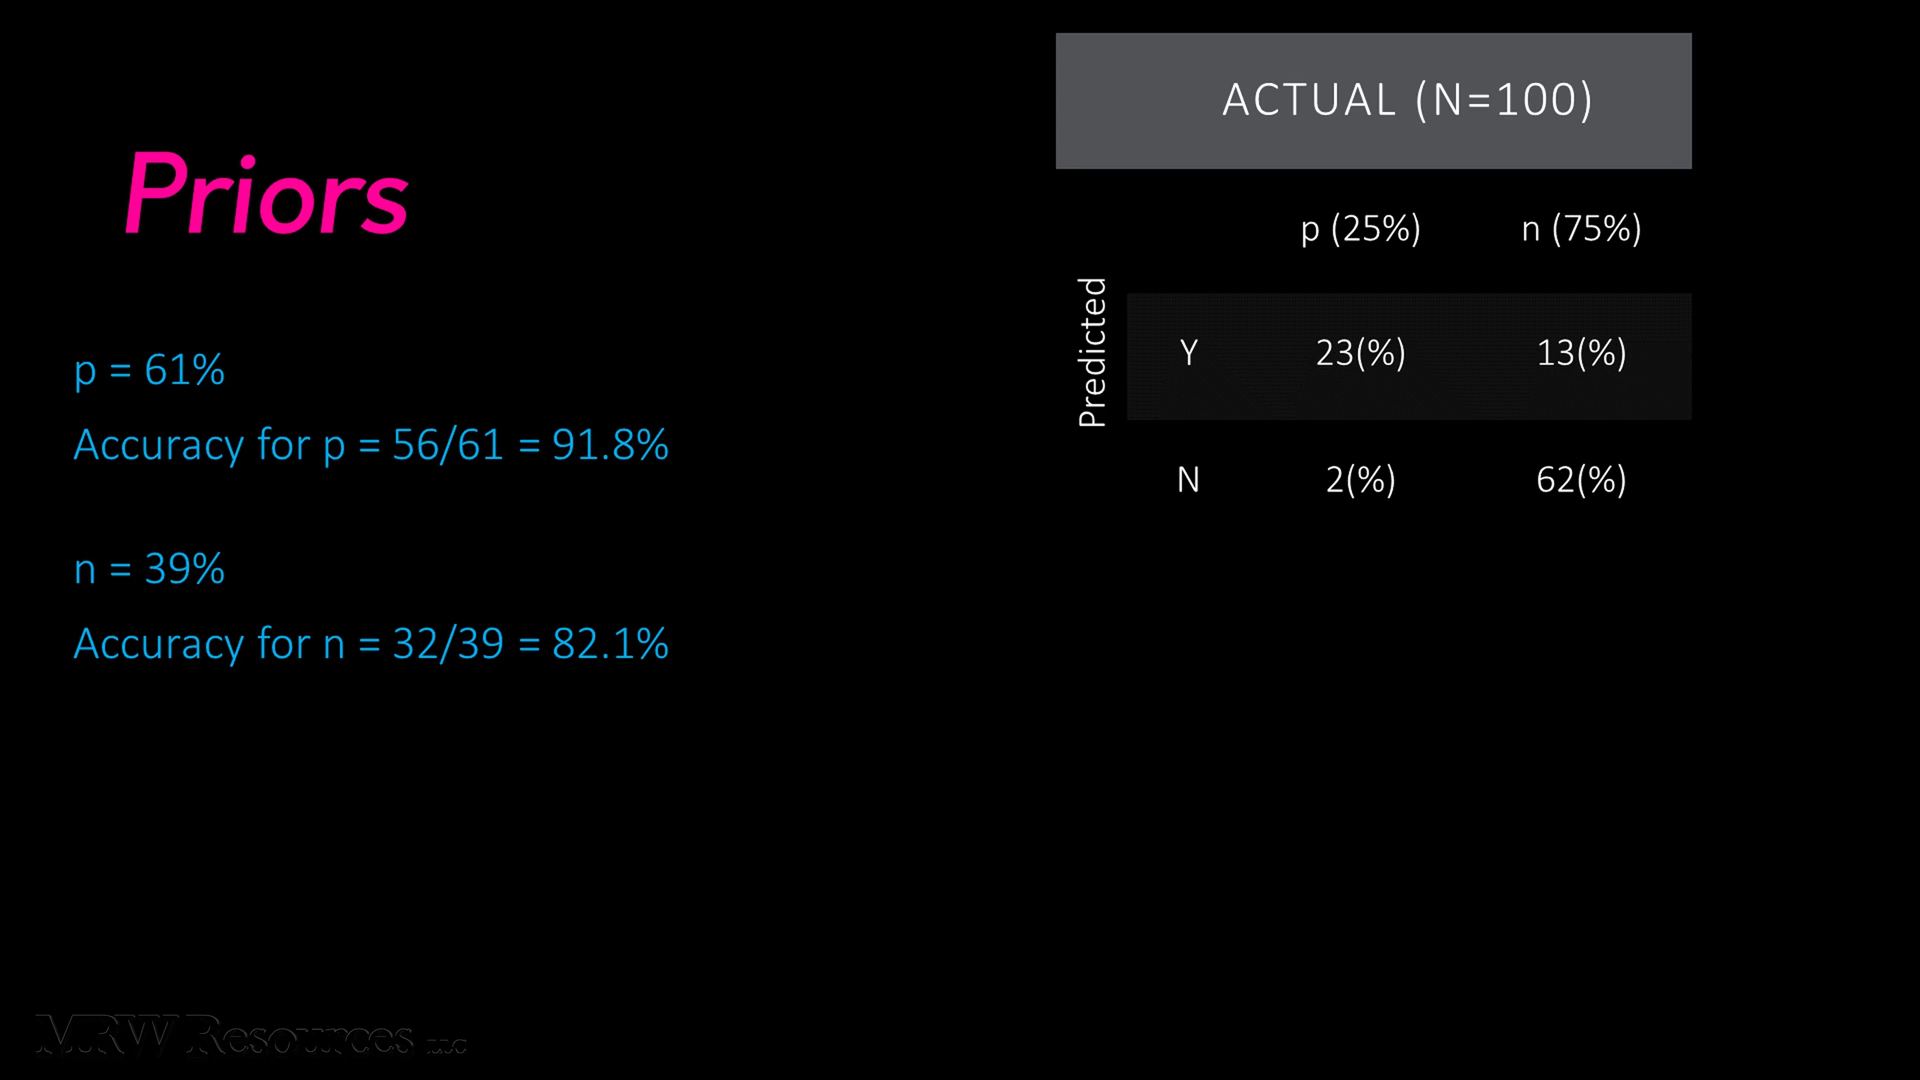 Priors
p = 61%
Accuracy for p = 56/61 = 91.8%
n = 39%
Accuracy for n = 32/39 = 82.1%
ACTUAL (N=100)
p (25%) n (75%)
Predicted
Y 23(%) 13(%)
N 2(%) 62(%)
MRW Resources LLC